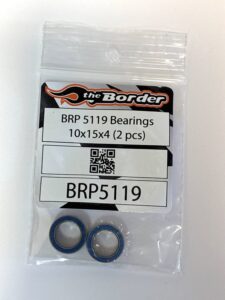 the Border
BRP 5119 Bearings
10x15x4 (2 pcs)
BRP5119